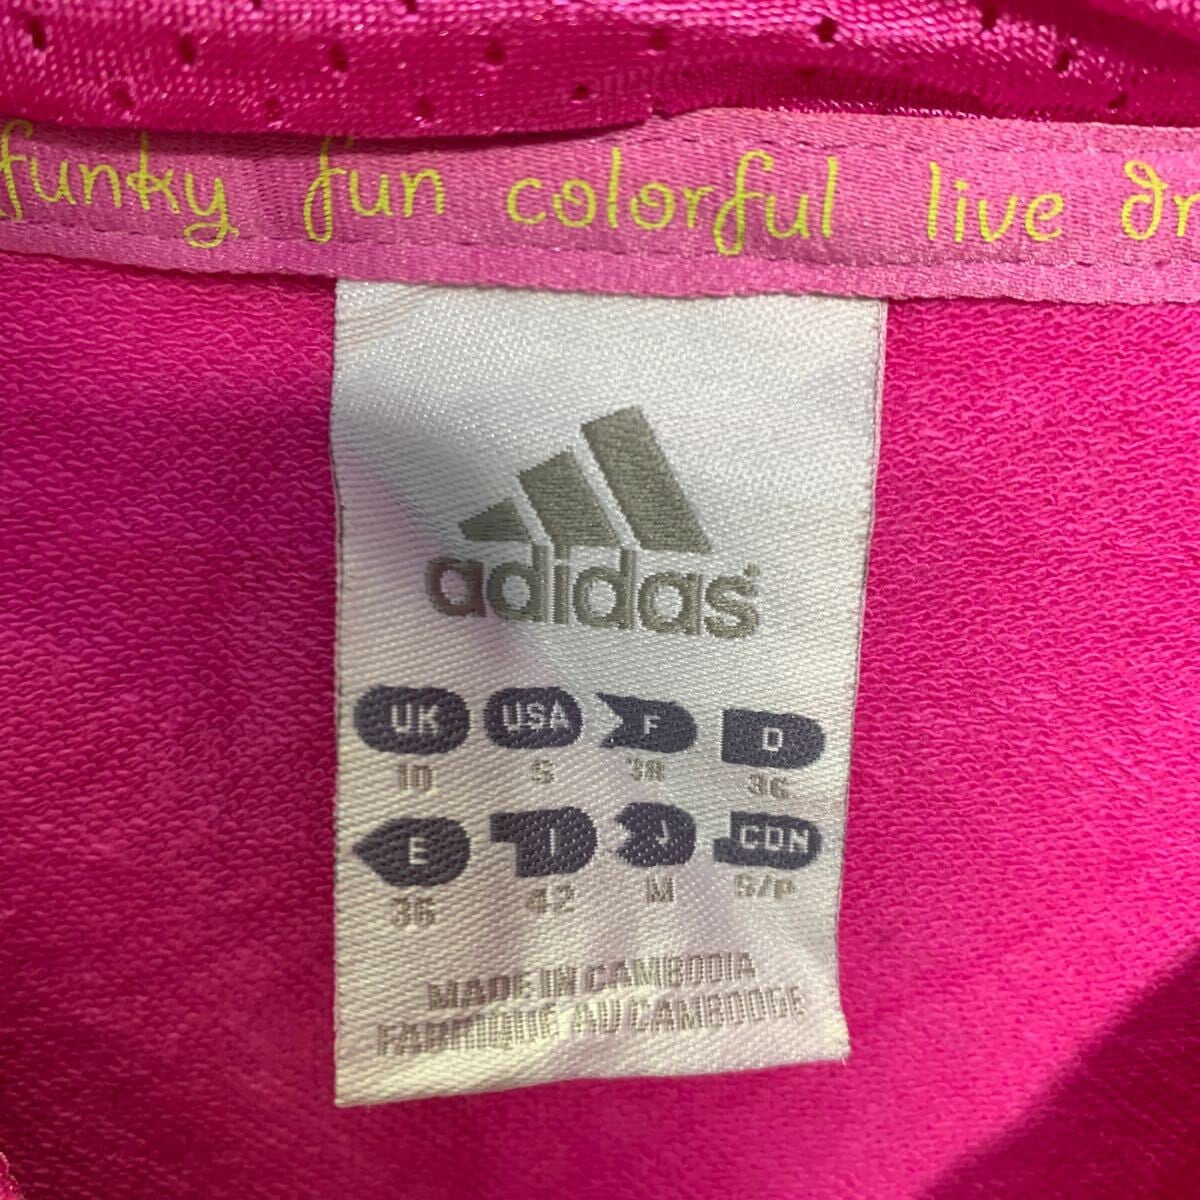 funky fun colorful live dr
adidas®
UK USA F D
10 S 38 36
E I J CDN
36 42 M S/P
MADE IN CAMBODIA
FABRIQUE AU CAMBODGE